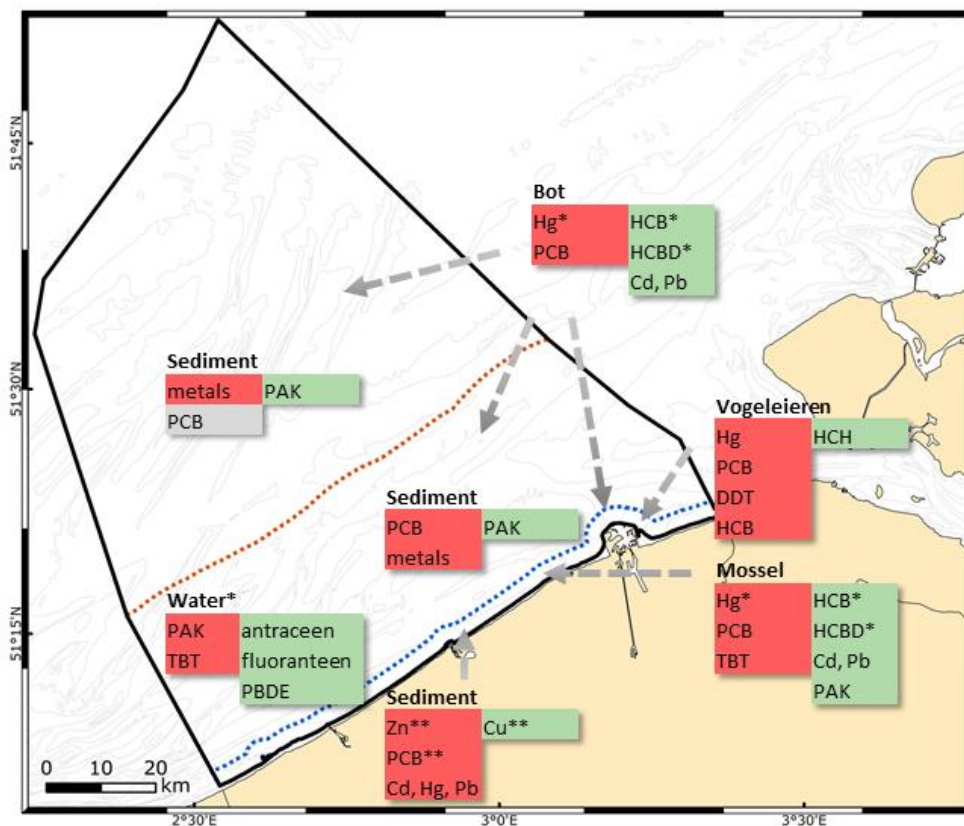 51°45'N
51°30'N
51°15'N
Bot
Hg* HCB*
PCB HCBD*
Cd, Pb
Sediment
metals PAK
PCB
Vogeleieren
Hg HCH
PCB
DDT
HCB
Sediment
PCB PAK
metals
Mossel
Hg* HCB*
PCB HCBD*
TBT Cd, Pb
PAK
Water*
PAK antraceen
TBT fluoranteen
PBDE
Sediment
Zn** Cu**
PCB**
Cd, Hg, Pb
0 10 20
km
2°30'E 3°0'E 3°30'E